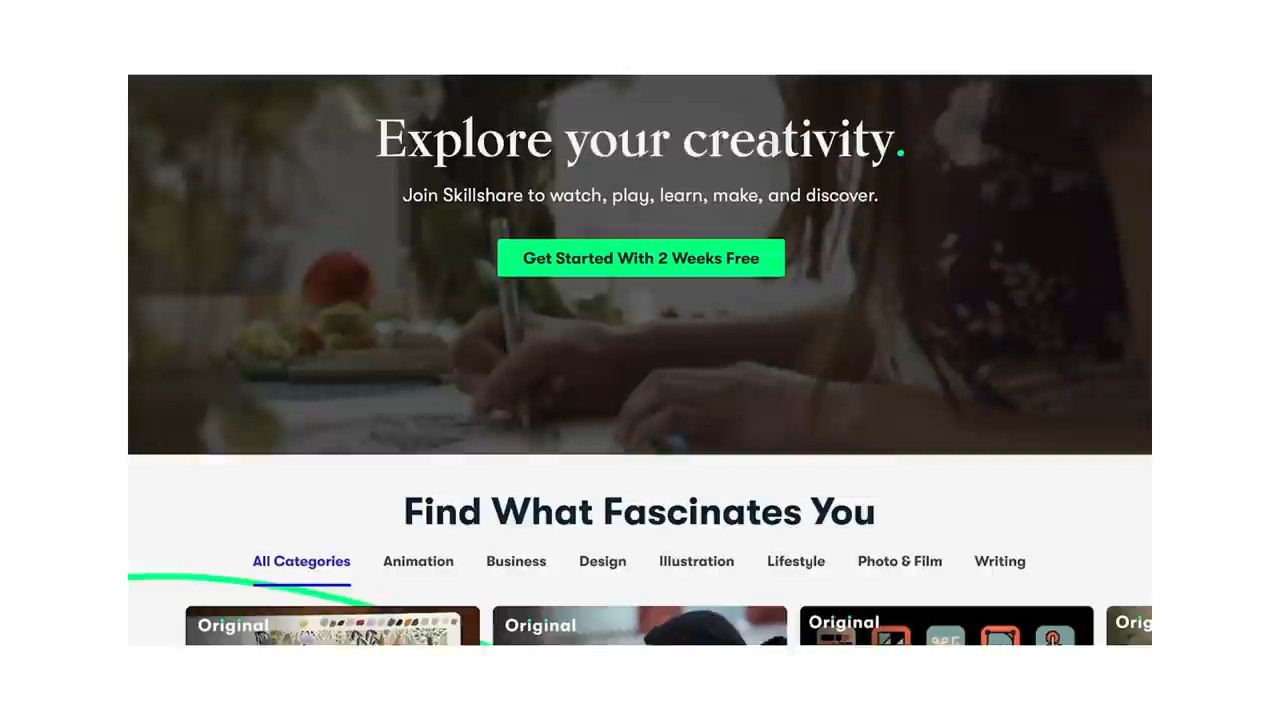 Explore your creativity.
Join Skillshare to watch, play, learn, make, and discover.
Get Started With 2 Weeks Free
Find What Fascinates You
All Categories Animation Business Design Illustration Lifestyle Photo & Film Writing
Original Original Original Orig